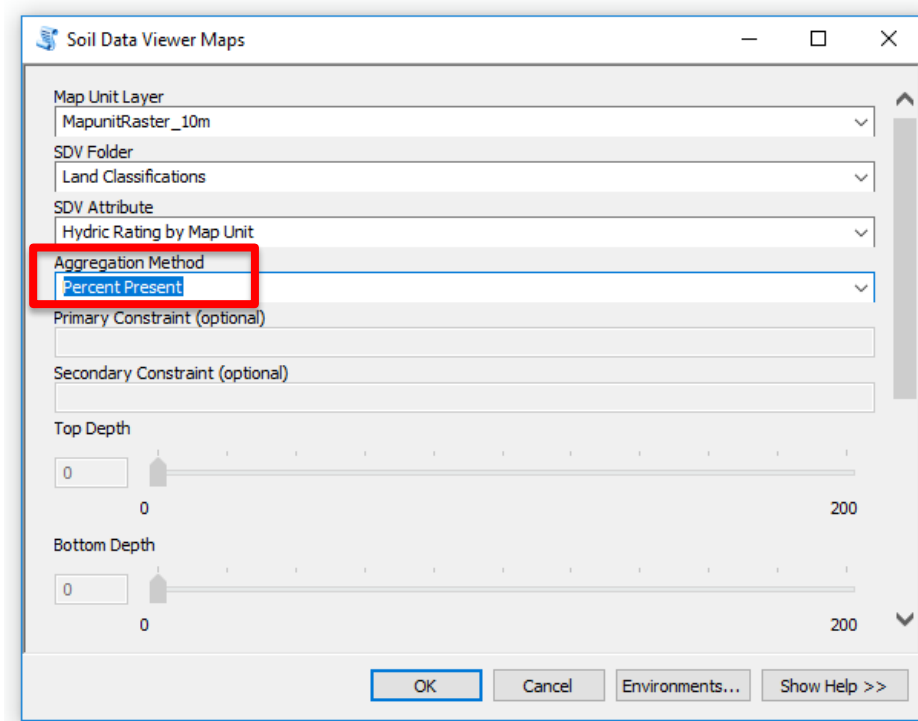 Soil Data Viewer Maps
Map Unit Layer
MapunitRaster_10m
SDV Folder
Land Classifications
SDV Attribute
Hydric Rating by Map Unit
Aggregation Method
Percent Present
Primary Constraint (optional)
Secondary Constraint (optional)
Top Depth
0
0 200
Bottom Depth
0
0 200
OK Cancel Environments... Show Help >>